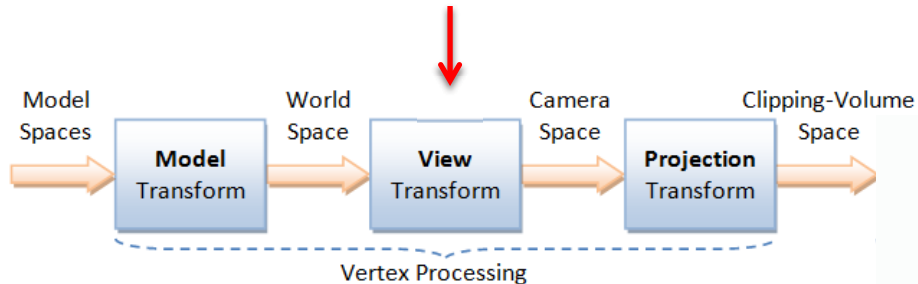 Model
Spaces
World
Space
Camera
Space
Clipping-Volume
Space
Model
Transform
View
Transform
Projection
Transform
Vertex Processing